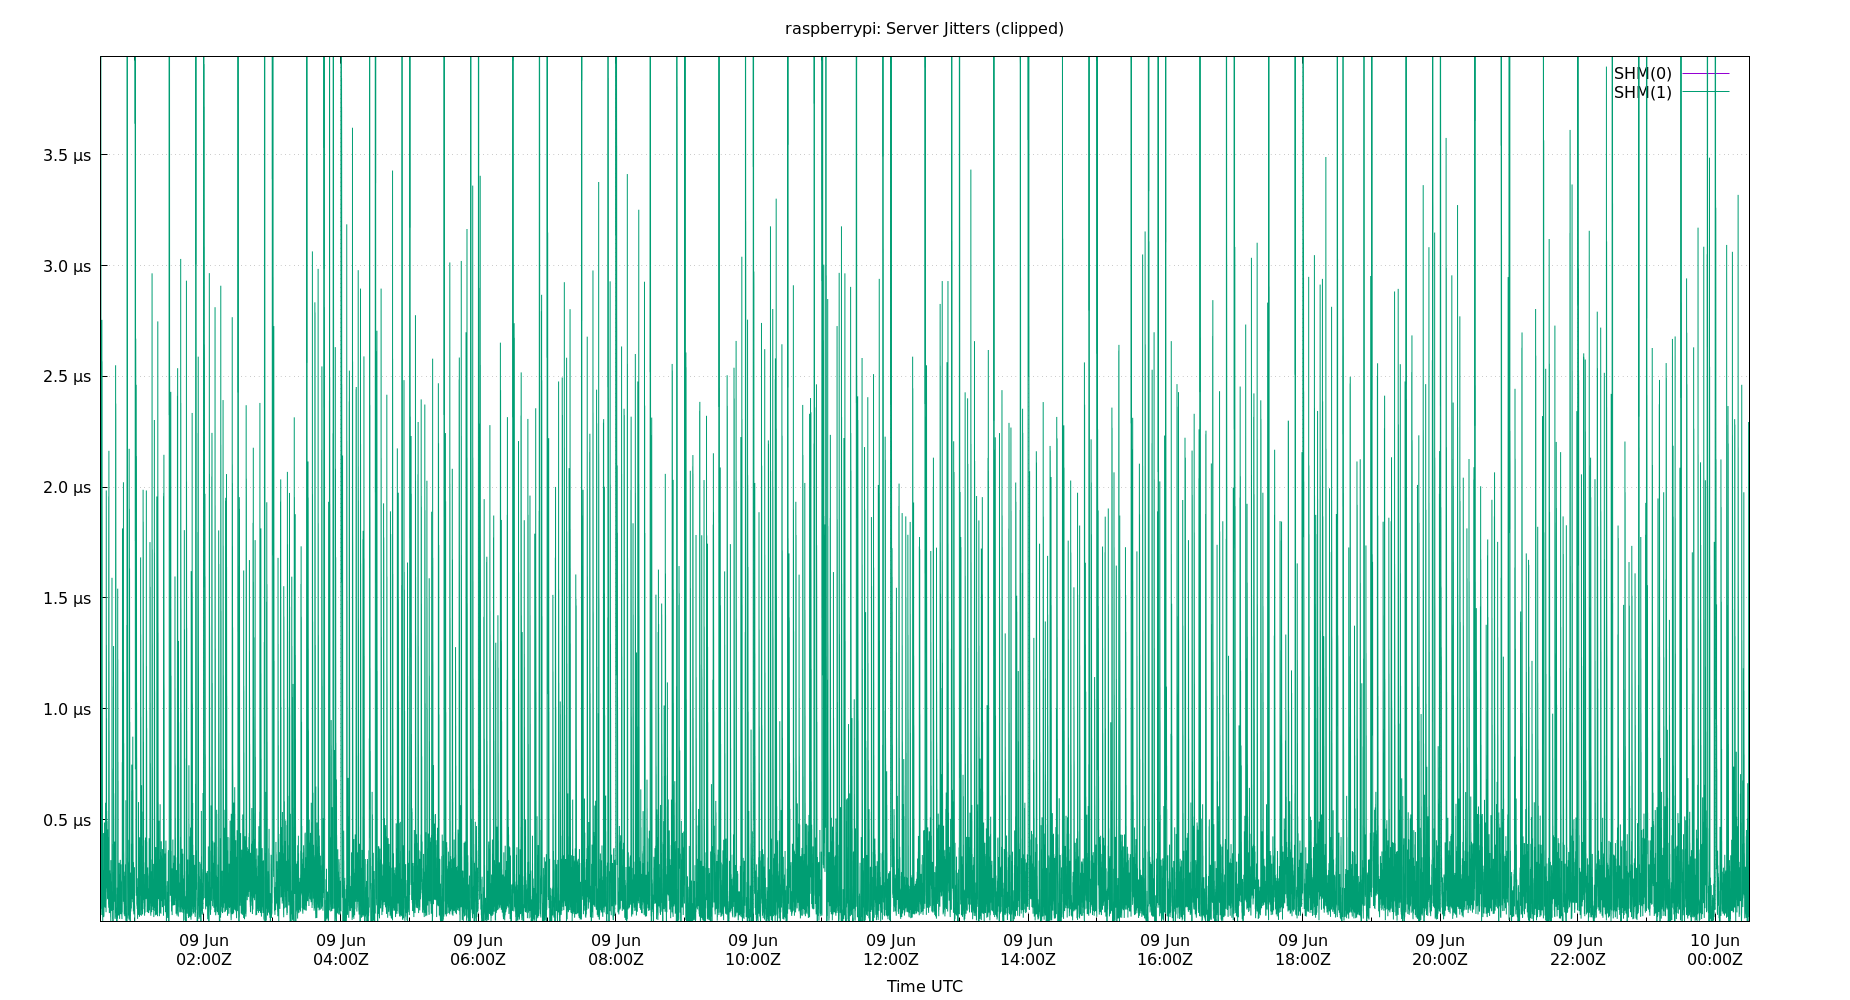 raspberrypi: Server Jitters (clipped)
SHM(0)
SHM(1)
3.5 µs
3.0 µs
2.5 µs
2.0 µs
1.5 µs
1.0 µs
0.5 µs
09 Jun 09 Jun 09 Jun 09 Jun 09 Jun 09 Jun 09 Jun 09 Jun 09 Jun 09 Jun 09 Jun 10 Jun
02:00Z 04:00Z 06:00Z 08:00Z 10:00Z 12:00Z 14:00Z 16:00Z 18:00Z 20:00Z 22:00Z 00:00Z
Time UTC